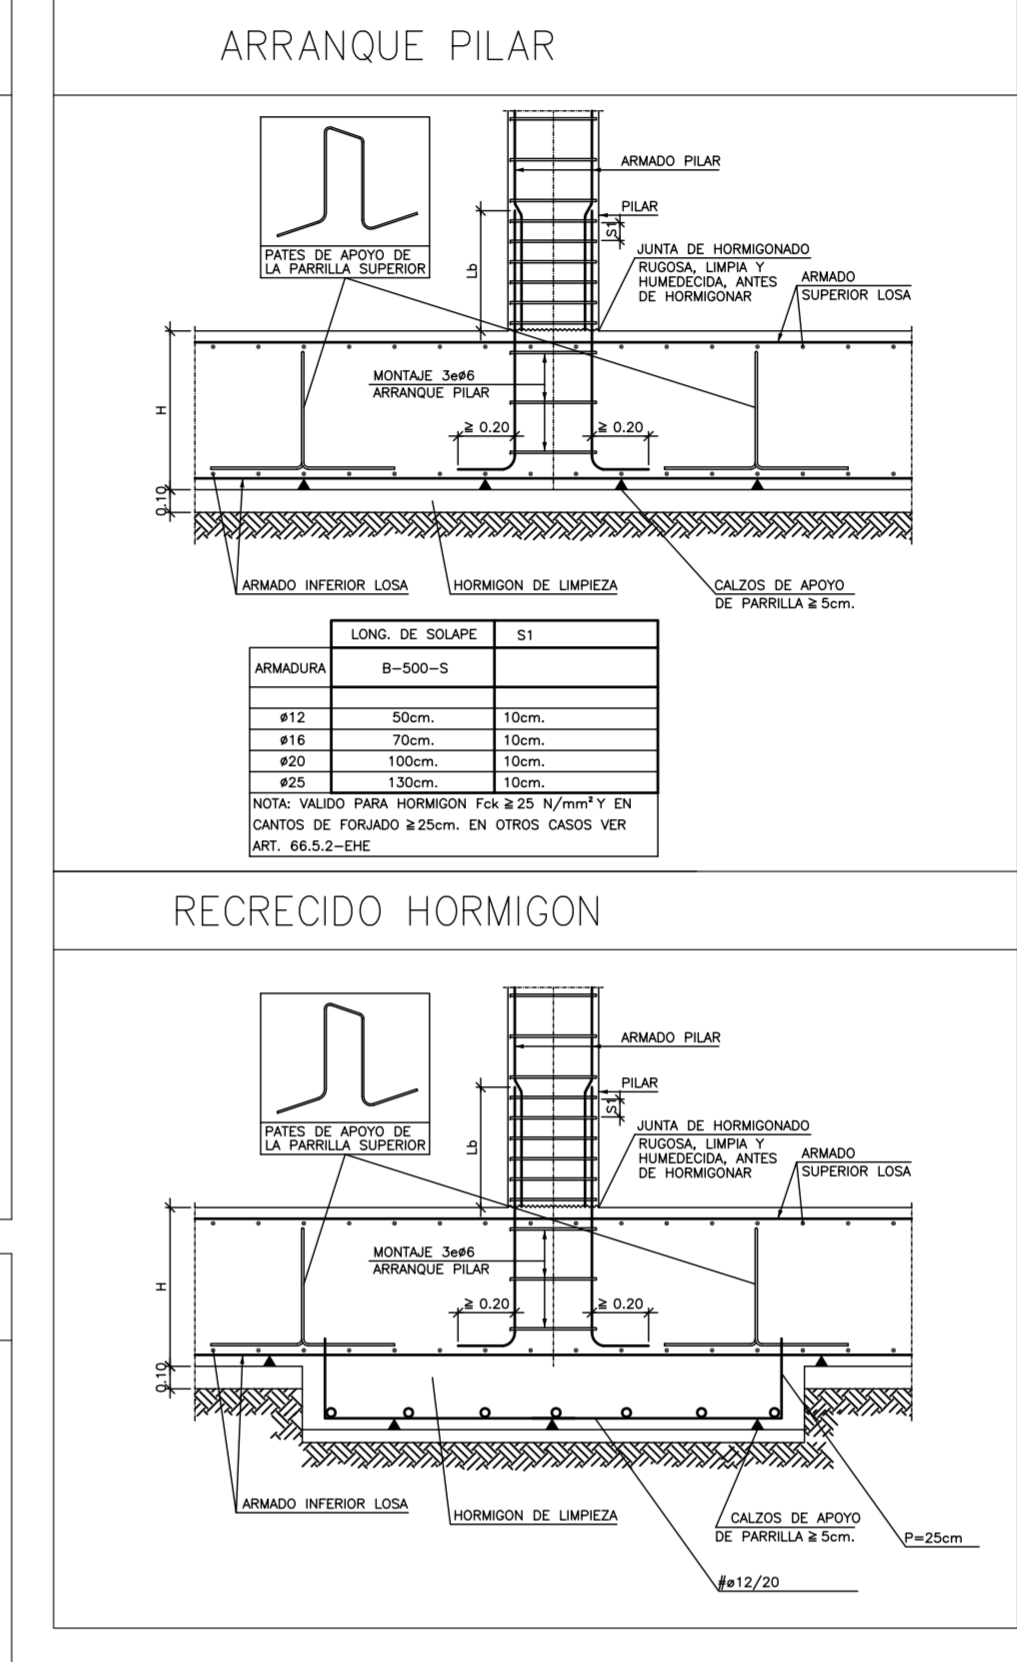 ARRANQUE PILAR
PATES DE APOYO DE
LA PARRILLA SUPERIOR
ARMADO PILAR
PILAR
S1
Lb
JUNTA DE HORMIGONADO
RUGOSA, LIMPIA Y
HUMEDECIDA, ANTES
DE HORMIGONAR
ARMADO
SUPERIOR LOSA
MONTAJE 3eø6
ARRANQUE PILAR
H
≥ 0.20
≥ 0.20
0.10
ARMADO INFERIOR LOSA
HORMIGON DE LIMPIEZA
CALZOS DE APOYO
DE PARRILLA ≥ 5cm.
LONG. DE SOLAPE S1
ARMADURA B-500-S
ø12 50cm. 10cm.
ø16 70cm. 10cm.
ø20 100cm. 10cm.
ø25 130cm. 10cm.
NOTA: VALIDO PARA HORMIGON Fck ≥ 25 N/mm² Y EN
CANTOS DE FORJADO ≥25cm. EN OTROS CASOS VER
ART. 66.5.2-EHE
RECRECIDO HORMIGON
PATES DE APOYO DE
LA PARRILLA SUPERIOR
ARMADO PILAR
PILAR
S1
Lb
JUNTA DE HORMIGONADO
RUGOSA, LIMPIA Y
HUMEDECIDA, ANTES
DE HORMIGONAR
ARMADO
SUPERIOR LOSA
MONTAJE 3eø6
ARRANQUE PILAR
H
≥ 0.20
≥ 0.20
0.10
ARMADO INFERIOR LOSA
HORMIGON DE LIMPIEZA
CALZOS DE APOYO
DE PARRILLA ≥ 5cm.
P=25cm
#ø12/20